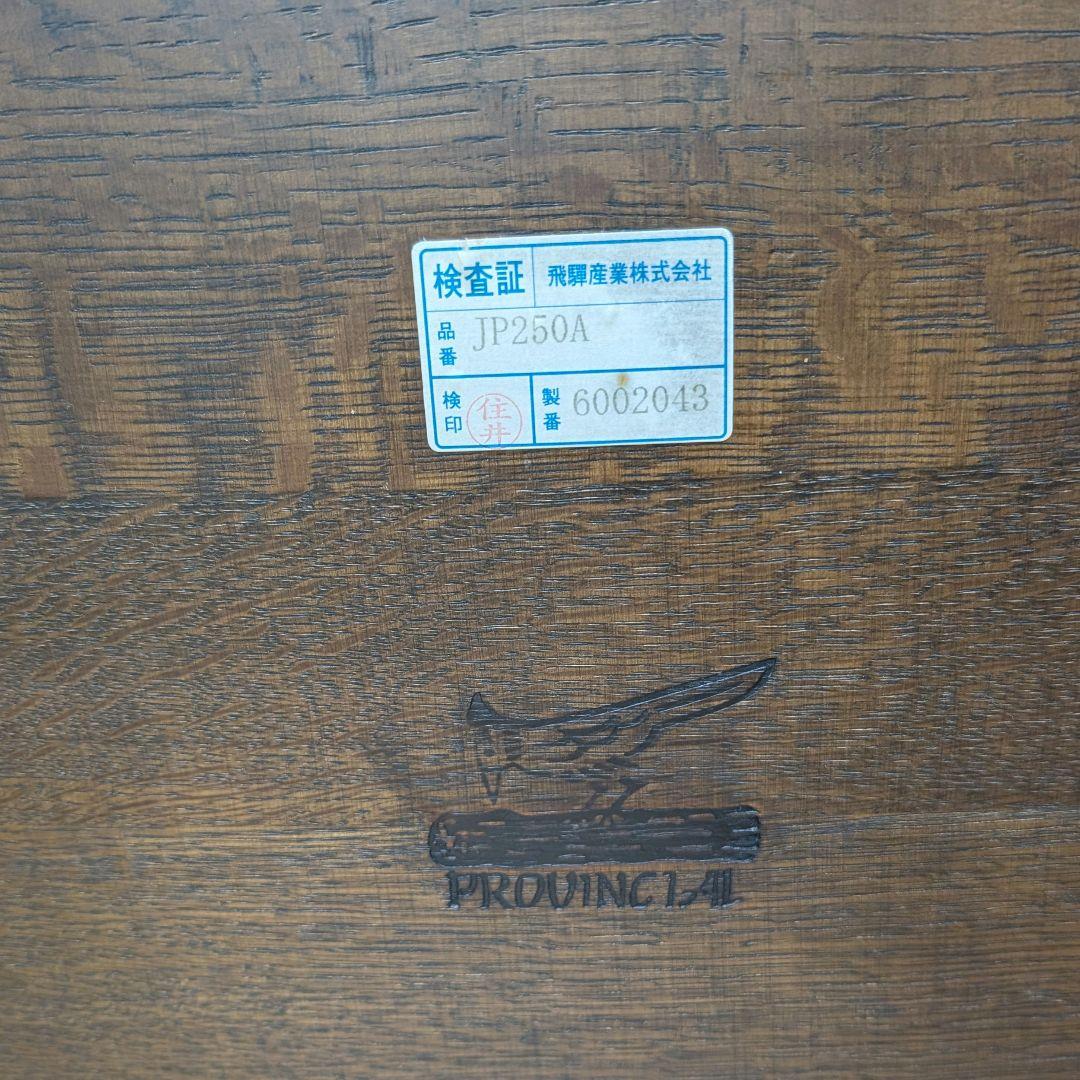 検査証 飛驒産業株式会社
品番 JP250A
検印 住井 製番 6002043
PROVINCIAL